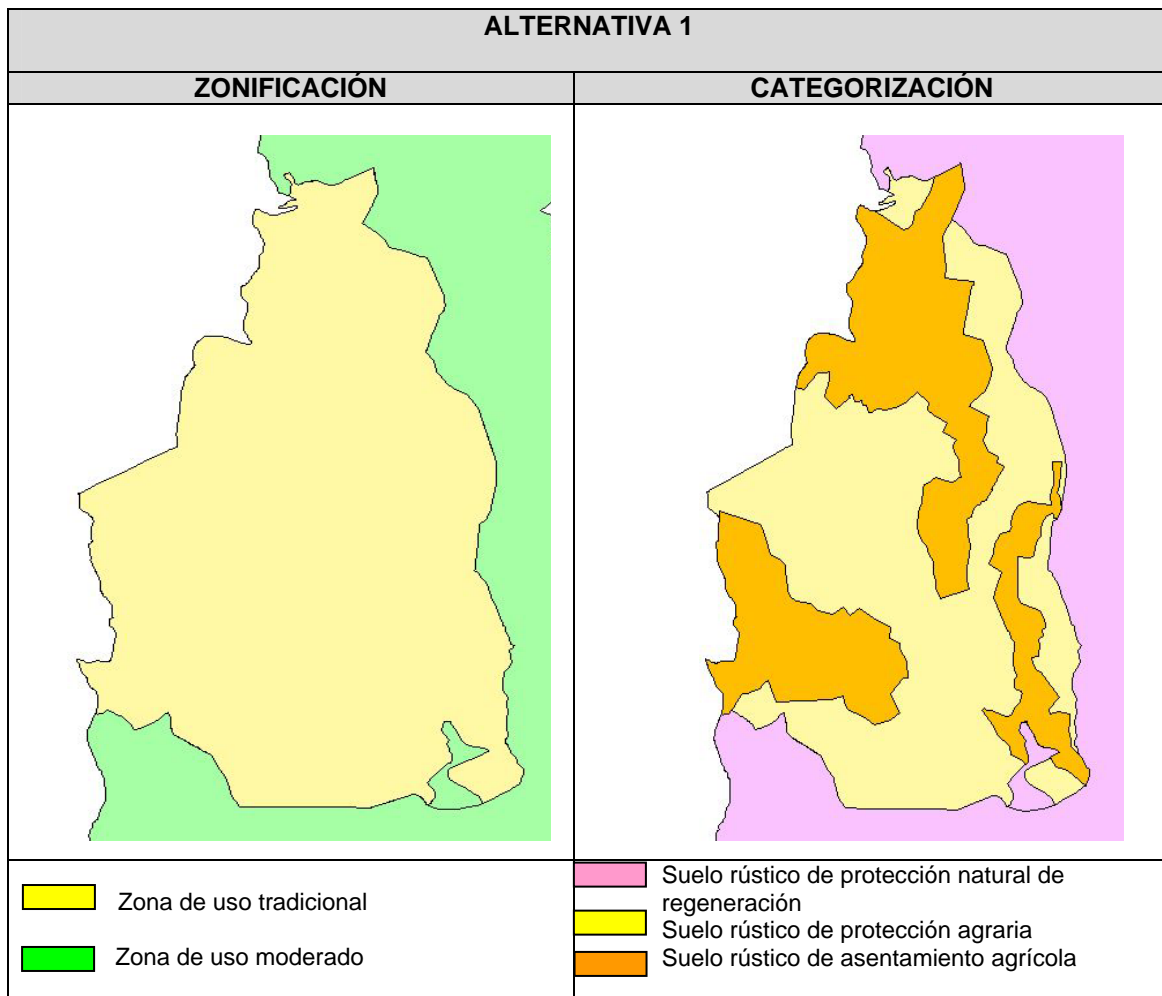 ALTERNATIVA 1
ZONIFICACIÓN
CATEGORIZACIÓN
Zona de uso tradicional
Zona de uso moderado
Suelo rústico de protección natural de
regeneración
Suelo rústico de protección agraria
Suelo rústico de asentamiento agrícola